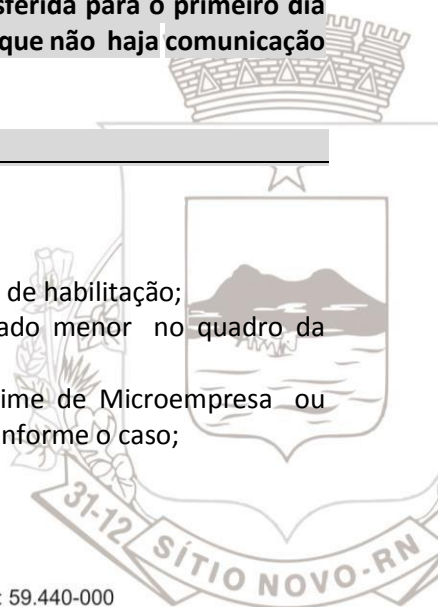 sferida para o primeiro dia
que não haja comunicação
de habilitação;
ado menor no quadro da
ime de Microempresa ou
nforme o caso;
31-12 SÍTIO NOVO-RN
: 59.440-000